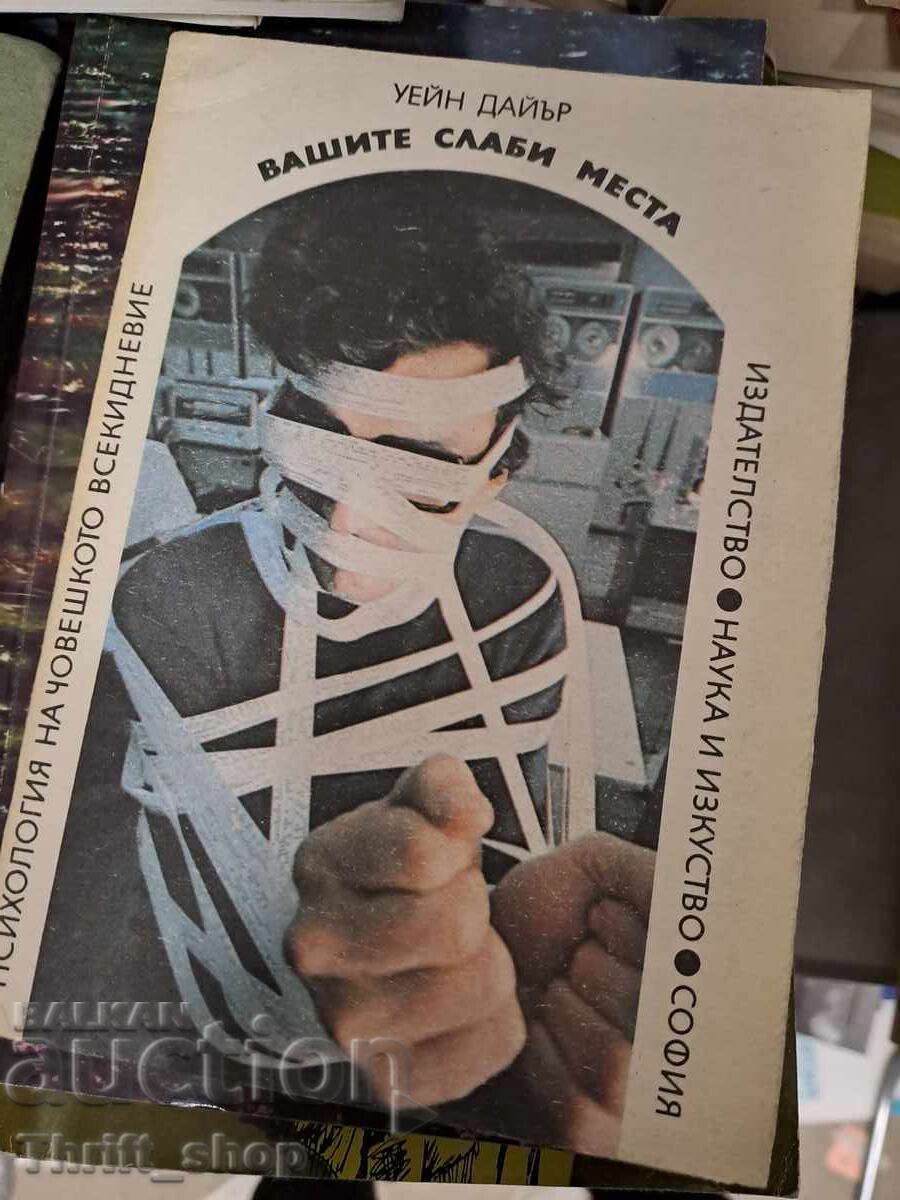 УЕЙН ДАЙЪР
ВАШИТЕ СЛАБИ МЕСТА
ПСИХОЛОГИЯ НА ЧОВЕШКОТО ВСЕКИДНЕВИЕ
ИЗДАТЕЛСТВО ● НАУКА И ИЗКУСТВО ● СОФИЯ
BALKAN
auction
Thrift_shop